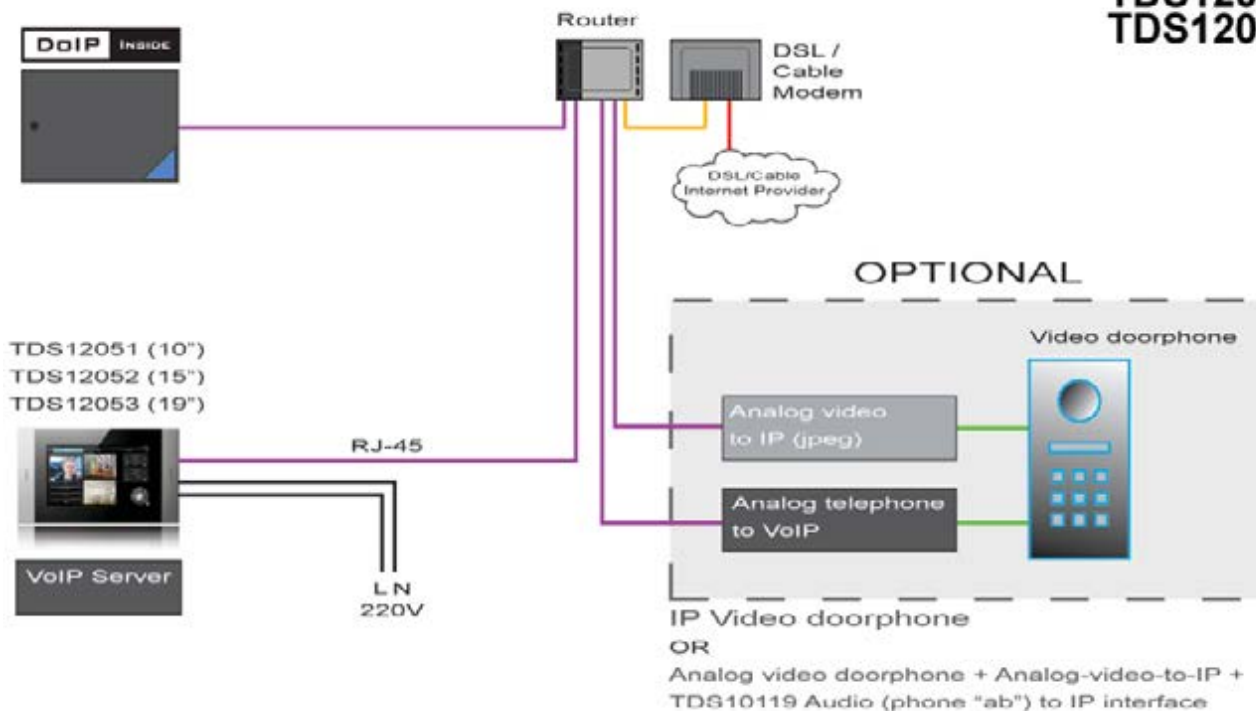 TDS120
DoIP INSIDE
Router
DSL /
Cable
Modem
DSL/Cable
Internet Provider
OPTIONAL
Video doorphone
TDS12051 (10")
TDS12052 (15")
TDS12053 (19")
Analog video
to IP (jpeg)
RJ-45
Analog telephone
to VoIP
VoIP Server
L N
220V
IP Video doorphone
OR
Analog video doorphone + Analog-video-to-IP +
TDS10119 Audio (phone "ab") to IP interface